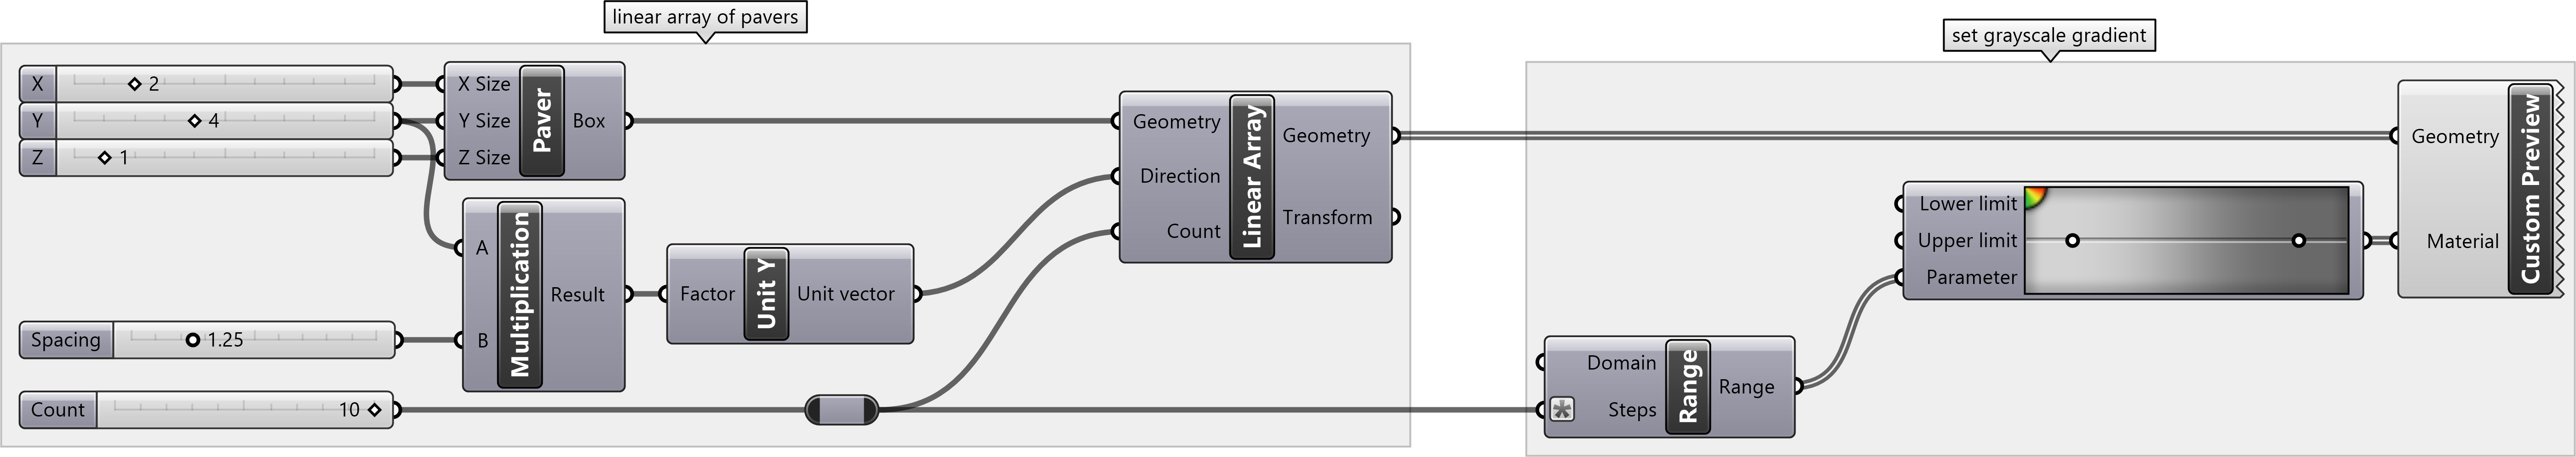 linear array of pavers
X 2
Y 4
Z 1
X Size
Y Size
Z Size
Paver
Box
A
B
Multiplication
Result
Spacing 1.25
Count 10
Factor
Unit Y
Unit vector
Geometry
Direction
Count
Linear Array
Geometry
Transform
set grayscale gradient
Domain
Steps
Range
Range
Lower limit
Upper limit
Parameter
Geometry
Material
Custom Preview